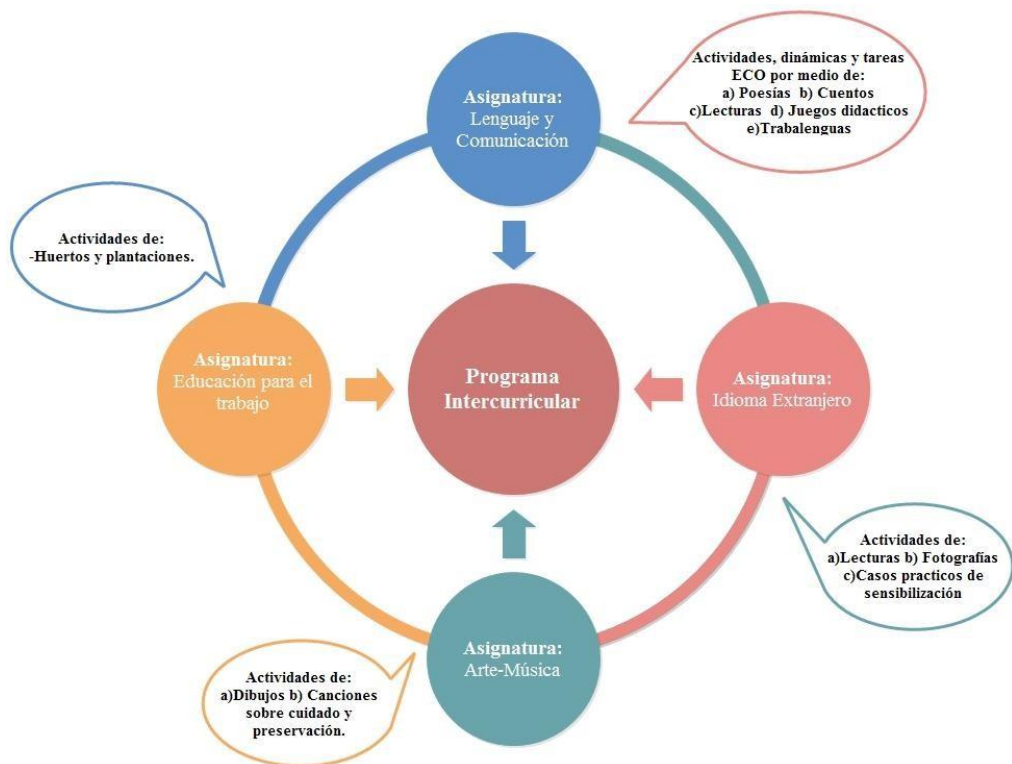 Asignatura:
Lenguaje y
Comunicación
Actividades, dinámicas y tareas
ECO por medio de:
a) Poesías b) Cuentos
c)Lecturas d) Juegos didacticos
e)Trabalenguas
Actividades de:
-Huertos y plantaciones.
Asignatura:
Educación para el
trabajo
Programa
Intercurricular
Asignatura:
Idioma Extranjero
Actividades de:
a)Lecturas b) Fotografías
c)Casos practicos de
sensibilización
Asignatura:
Arte-Música
Actividades de:
a)Dibujos b) Canciones
sobre cuidado y
preservación.